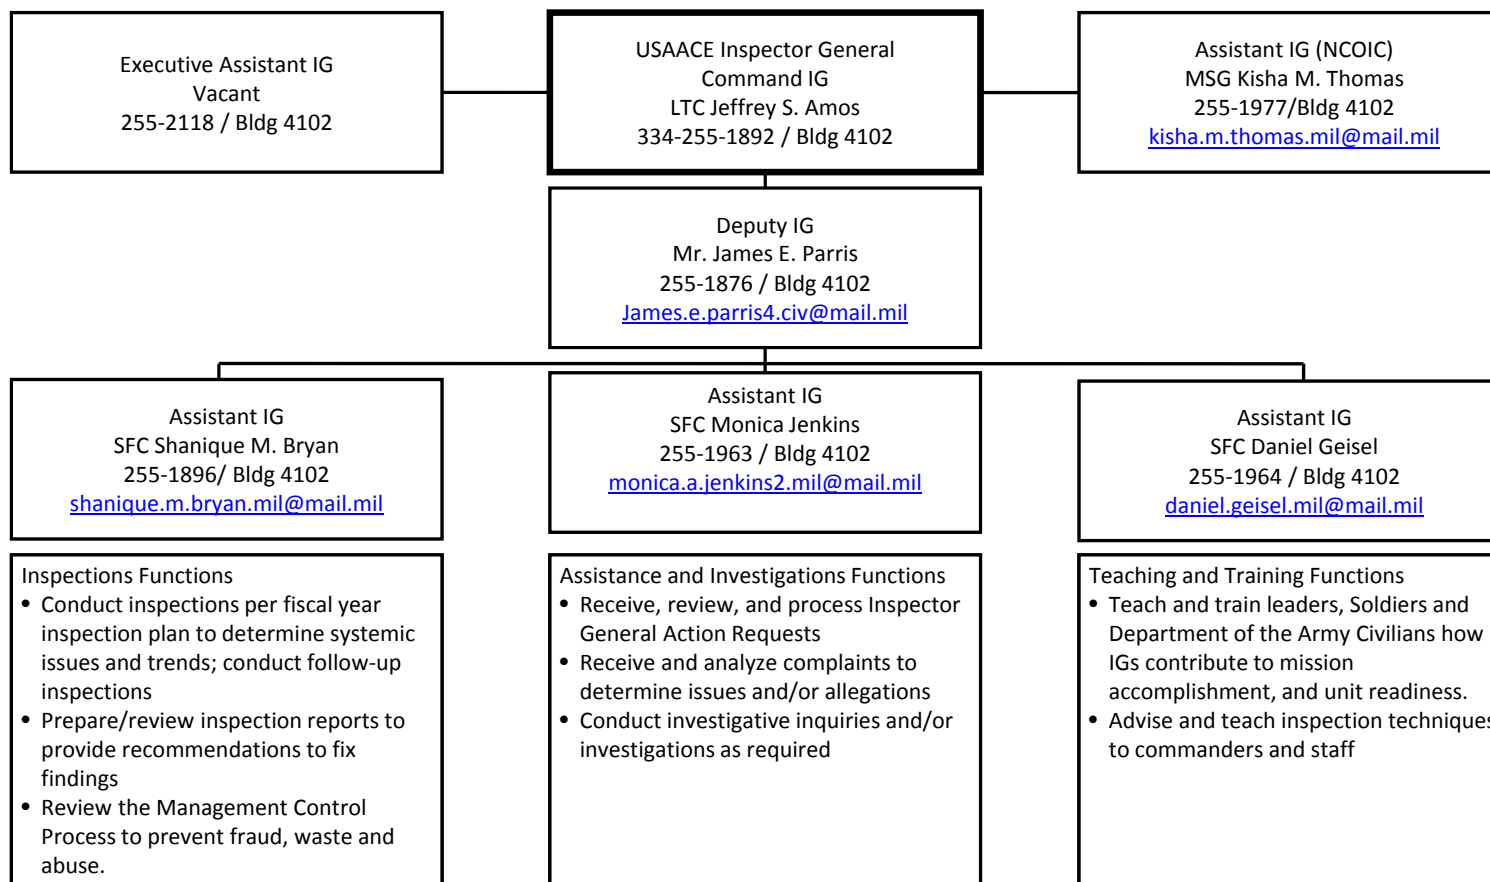 Executive Assistant IG
Vacant
255-2118 / Bldg 4102
USAACE Inspector General
Command IG
LTC Jeffrey S. Amos
334-255-1892 / Bldg 4102
Assistant IG (NCOIC)
MSG Kisha M. Thomas
255-1977/Bldg 4102
kisha.m.thomas.mil@mail.mil
Deputy IG
Mr. James E. Parris
255-1876 / Bldg 4102
James.e.parris4.civ@mail.mil
Assistant IG
SFC Shanique M. Bryan
255-1896/ Bldg 4102
shanique.m.bryan.mil@mail.mil
Assistant IG
SFC Monica Jenkins
255-1963 / Bldg 4102
monica.a.jenkins2.mil@mail.mil
Assistant IG
SFC Daniel Geisel
255-1964 / Bldg 4102
daniel.geisel.mil@mail.mil
Inspections Functions
• Conduct inspections per fiscal year
inspection plan to determine systemic
issues and trends; conduct follow-up
inspections
• Prepare/review inspection reports to
provide recommendations to fix
findings
• Review the Management Control
Process to prevent fraud, waste and
abuse.
Assistance and Investigations Functions
• Receive, review, and process Inspector
General Action Requests
• Receive and analyze complaints to
determine issues and/or allegations
• Conduct investigative inquiries and/or
investigations as required
Teaching and Training Functions
• Teach and train leaders, Soldiers and
Department of the Army Civilians how
IGs contribute to mission
accomplishment, and unit readiness.
• Advise and teach inspection techniques
to commanders and staff